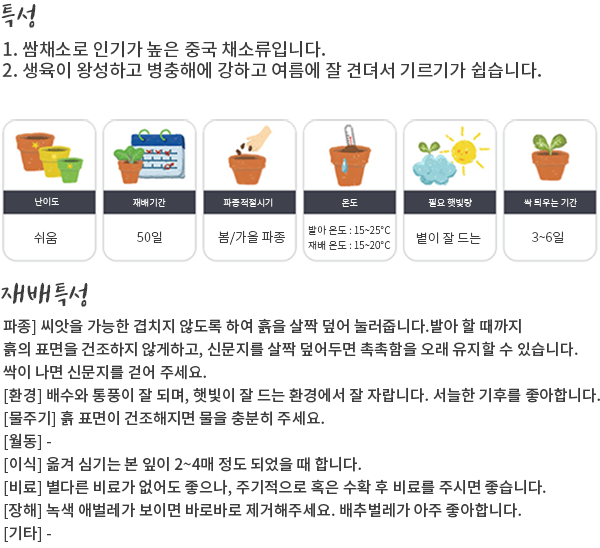 특성
1. 쌈채소로 인기가 높은 중국 채소류입니다.
2. 생육이 왕성하고 병충해에 강하고 여름에 잘 견뎌서 기르기가 쉽습니다.
난이도
재배기간
파종적절시기
온도
필요 햇빛량
싹 틔우는 기간
쉬움
50일
봄/가을 파종
발아 온도 : 15~25°C
재배 온도 : 15~20°C
볕이 잘 드는
3~6일
재배특성
파종] 씨앗을 가능한 겹치지 않도록 하여 흙을 살짝 덮어 눌러줍니다.발아 할 때까지
흙의 표면을 건조하지 않게하고, 신문지를 살짝 덮어두면 촉촉함을 오래 유지할 수 있습니다.
싹이 나면 신문지를 걷어 주세요.
[환경] 배수와 통풍이 잘 되며, 햇빛이 잘 드는 환경에서 잘 자랍니다. 서늘한 기후를 좋아합니다.
[물주기] 흙 표면이 건조해지면 물을 충분히 주세요.
[월동] -
[이식] 옮겨 심기는 본 잎이 2~4매 정도 되었을 때 합니다.
[비료] 별다른 비료가 없어도 좋으나, 주기적으로 혹은 수확 후 비료를 주시면 좋습니다.
[장해] 녹색 애벌레가 보이면 바로바로 제거해주세요. 배추벌레가 아주 좋아합니다.
[기타] -